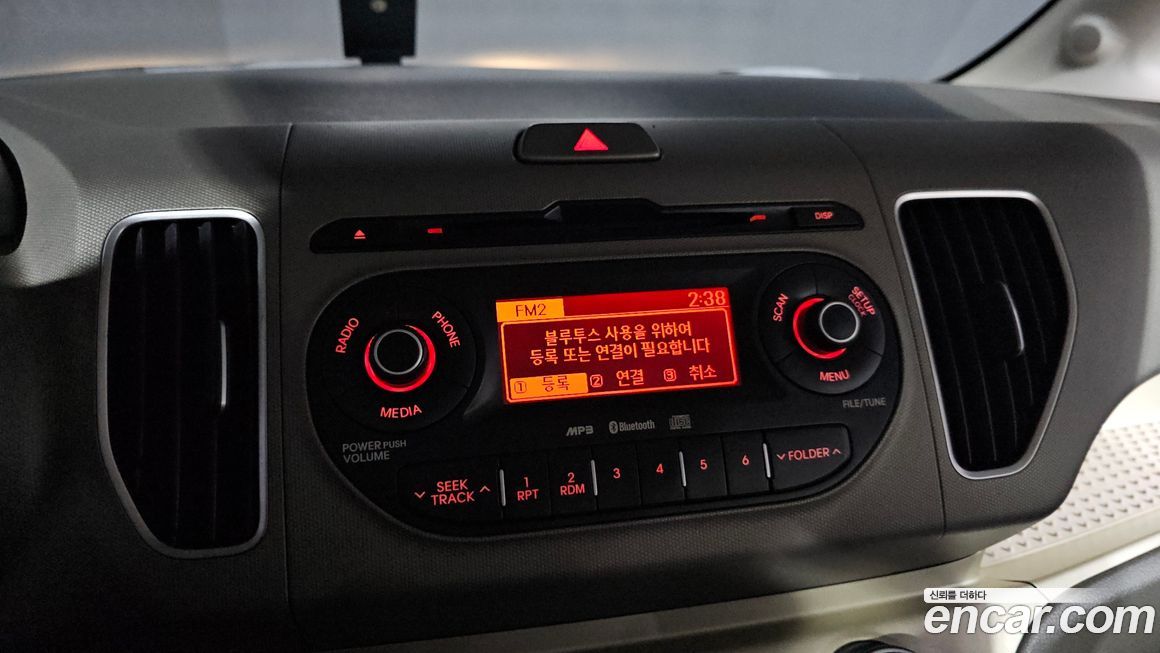 DISP
RADIO
PHONE
MEDIA
POWER PUSH
VOLUME
FM2
2:38
블루투스 사용을 위하여
등록 또는 연결이 필요합니다
1 등록 2 연결 3 취소
SCAN
SETUP
CLOCK
MENU
FILE/TUNE
MP3
Bluetooth
SEEK
TRACK
1
RPT
2
RDM
3
4
5
6
FOLDER
신뢰를 더하다
encar.com